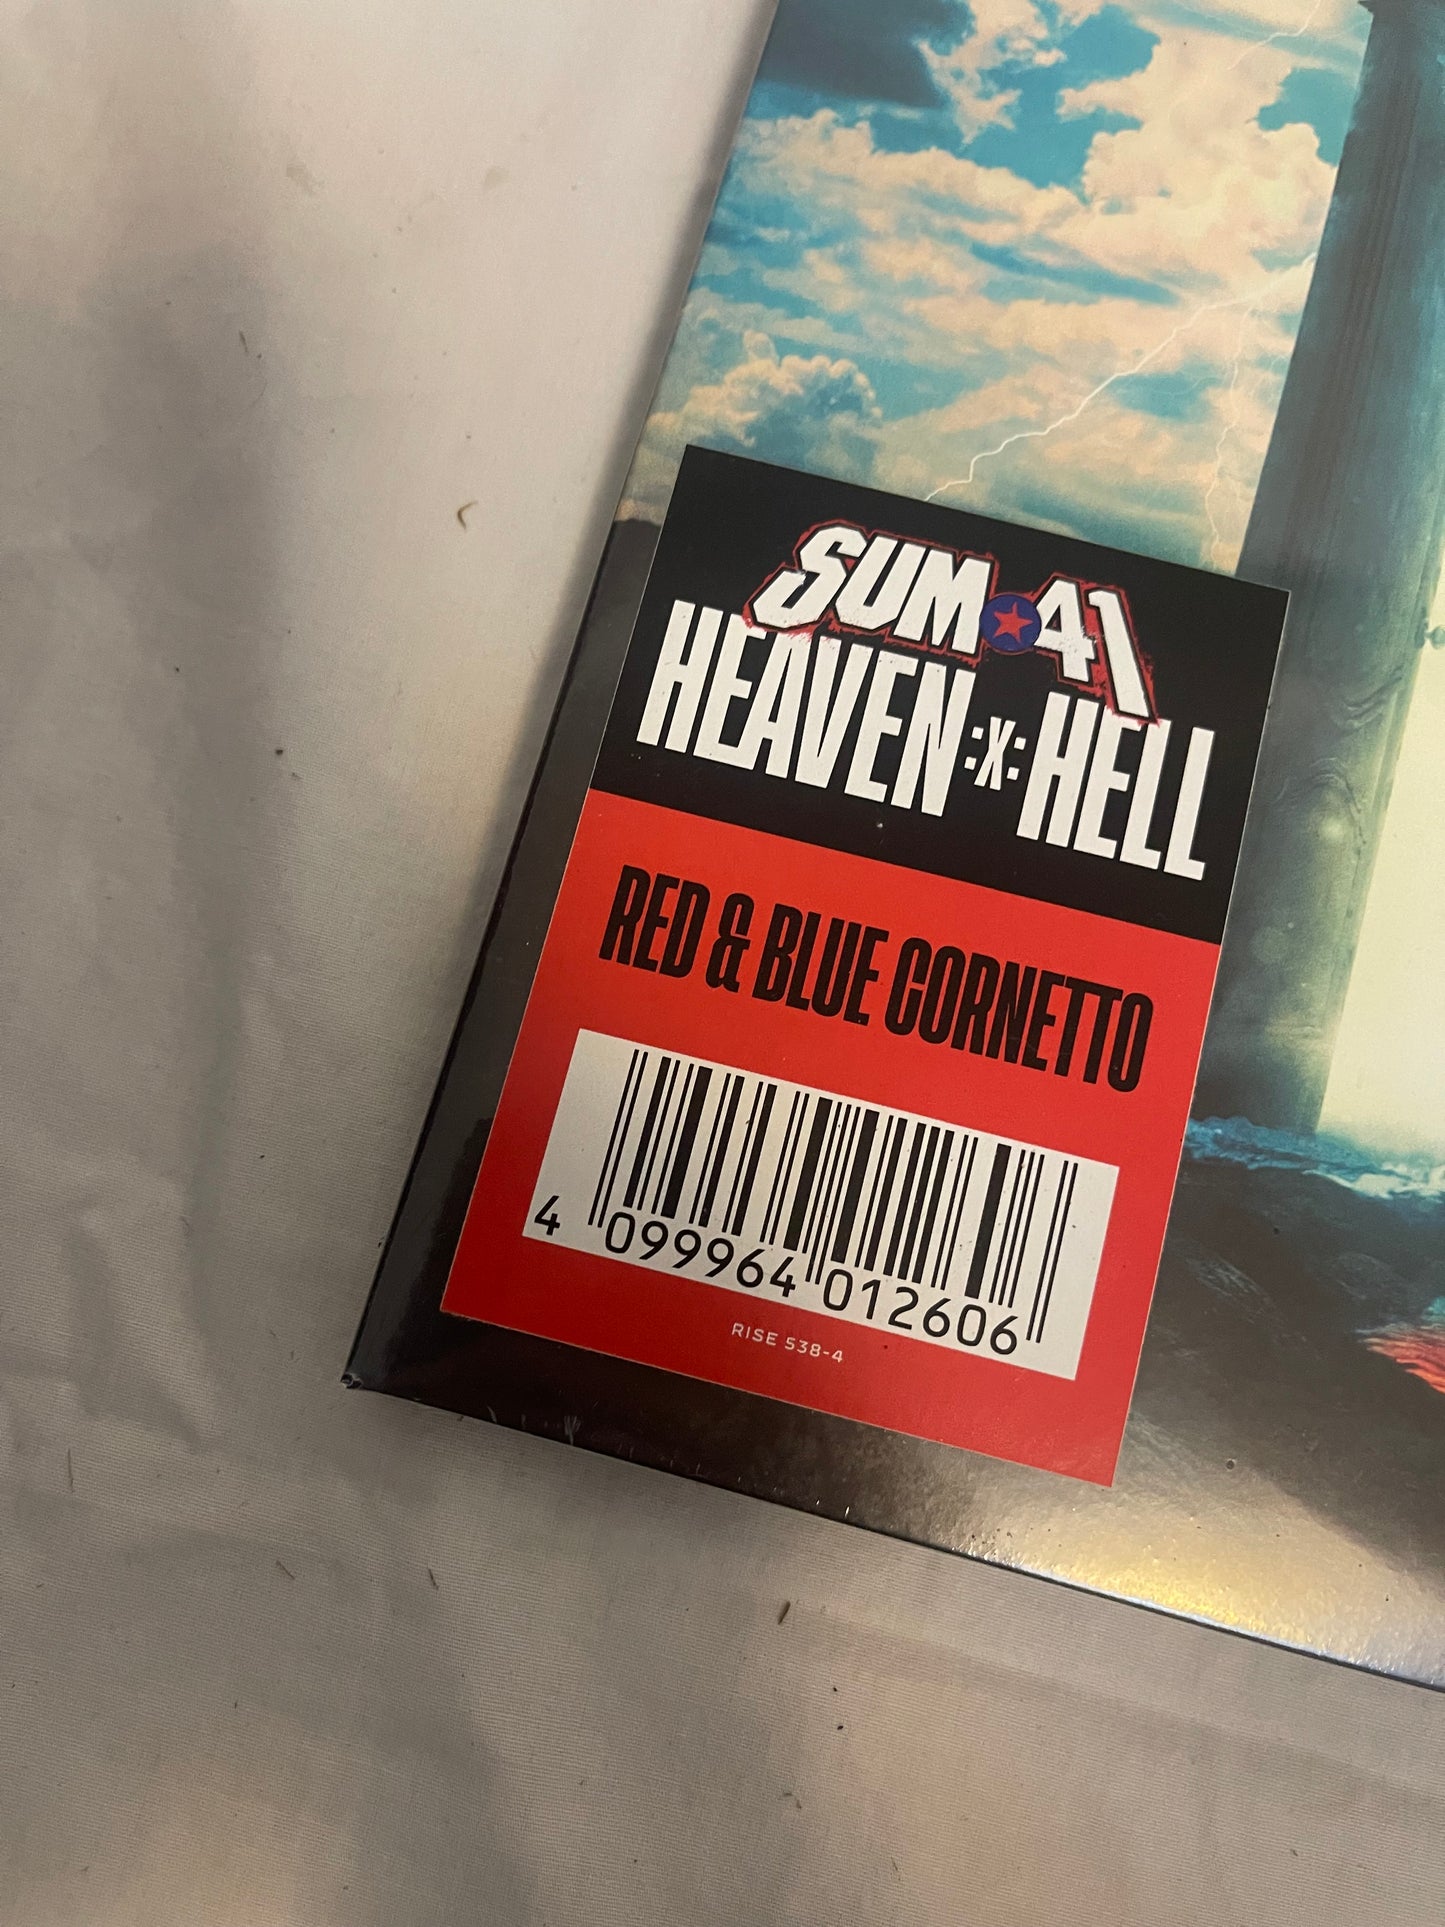 SUM 41
HEAVEN :X: HELL
RED & BLUE CORNETTO
4 099964 012606
RISE 538-4